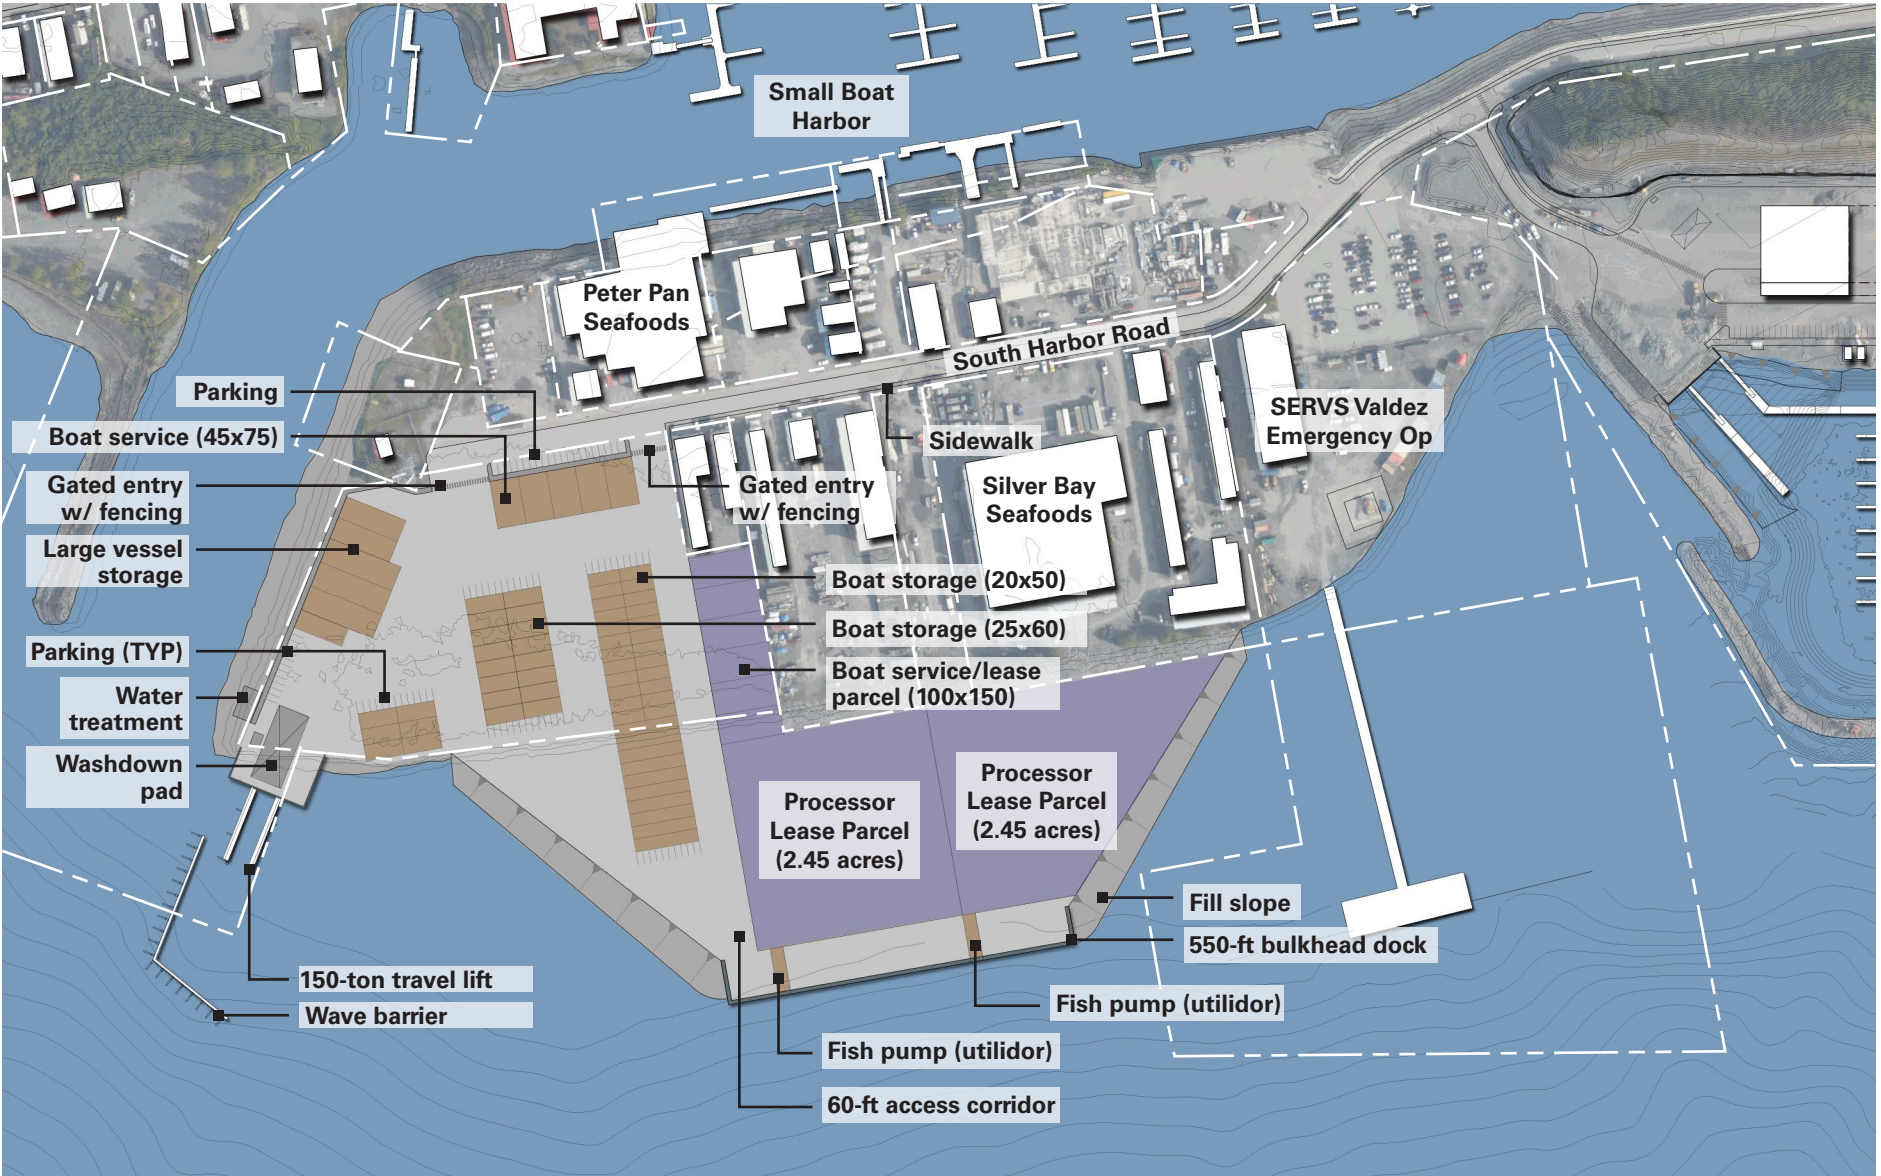 Small Boat
Harbor
Peter Pan
Seafoods
South Harbor Road
Parking
Boat service (45x75)
Gated entry
w/ fencing
Large vessel
storage
Parking (TYP)
Water
treatment
Washdown
pad
Sidewalk
SERVS Valdez
Emergency Op
Gated entry
w/ fencing
Silver Bay
Seafoods
Boat storage (20x50)
Boat storage (25x60)
Boat service/lease
parcel (100x150)
Processor
Lease Parcel
(2.45 acres)
Processor
Lease Parcel
(2.45 acres)
Fill slope
550-ft bulkhead dock
150-ton travel lift
Wave barrier
Fish pump (utilidor)
Fish pump (utilidor)
60-ft access corridor